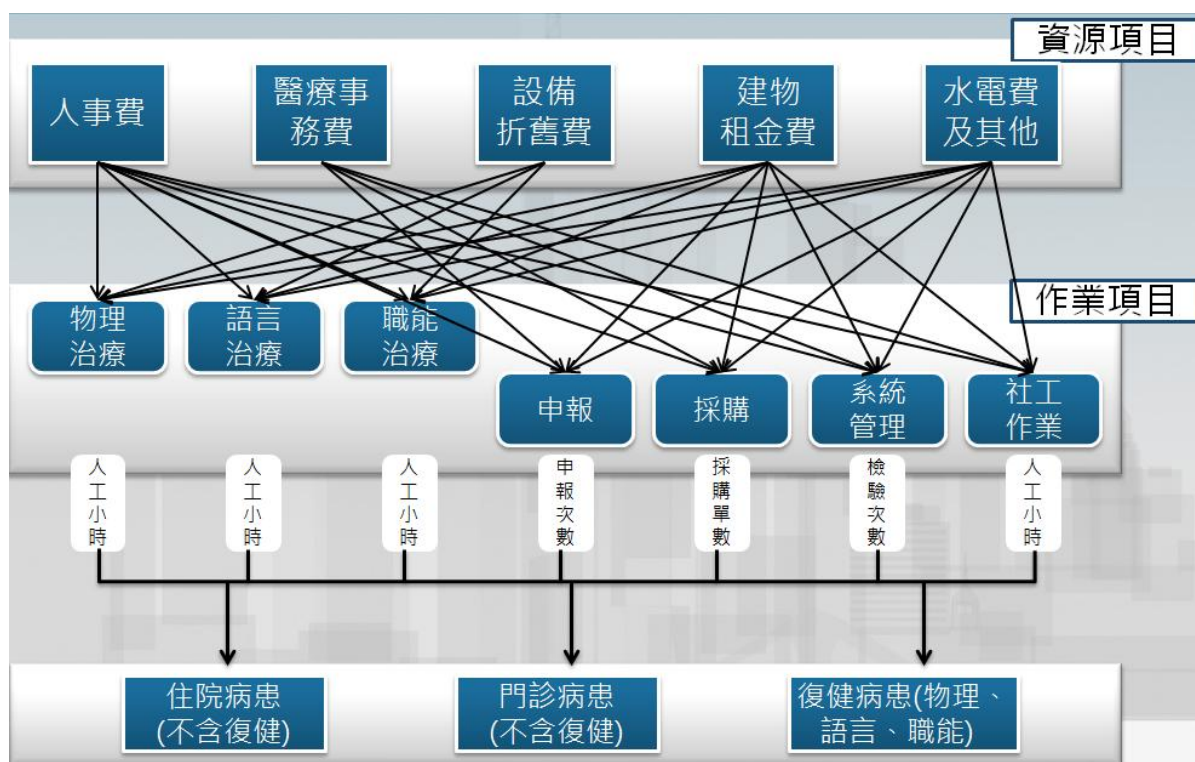 資源項目
人事費
醫療事
務費
設備
折舊費
建物
租金費
水電費
及其他
作業項目
物理
治療
語言
治療
職能
治療
申報
採購
系統
管理
社工
作業
人工小時
人工小時
人工小時
申報次數
採購單數
檢驗次數
人工小時
住院病患
(不含復健)
門診病患
(不含復健)
復健病患(物理、
語言、職能)